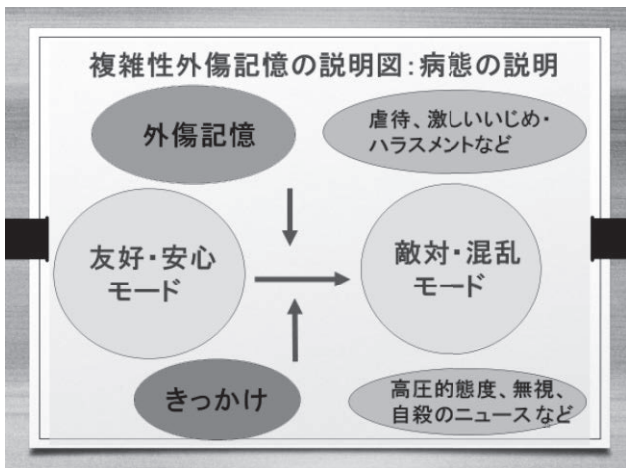 複雑性外傷記憶の説明図：病態の説明
外傷記憶
虐待、激しいいじめ・
ハラスメントなど
友好・安心
モード
敵対・混乱
モード
きっかけ
高圧的態度、無視、
自殺のニュースなど